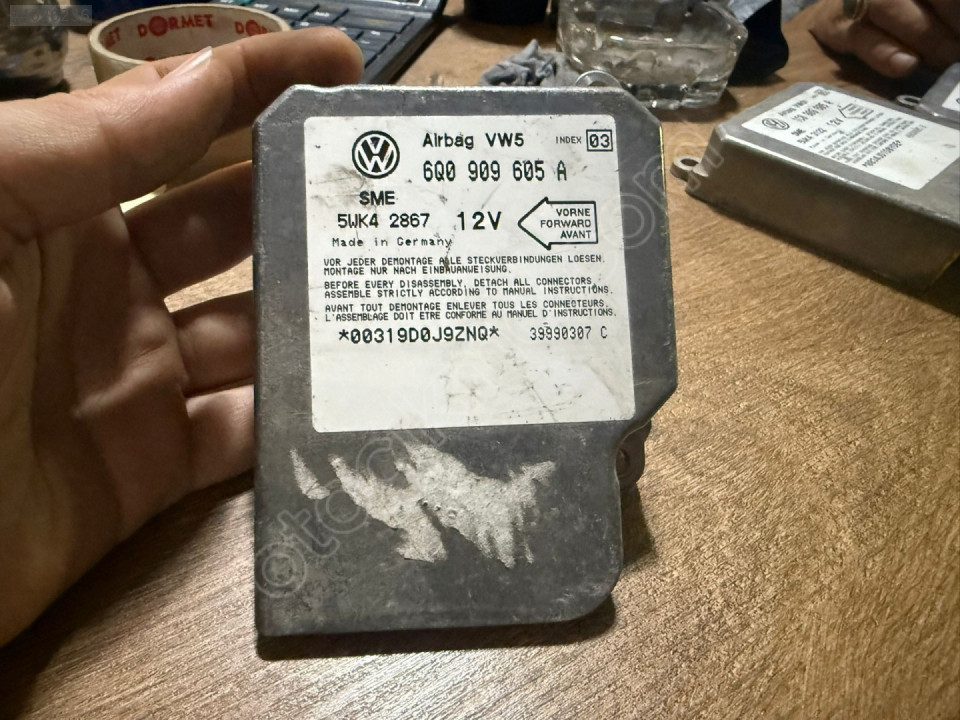 DORMET
Airbag VW5 INDEX 03
6Q0 909 605 A
SME
5WK4 2867 12V
VORNE
FORWARD
AVANT
Made in Germany
VOR JEDER DEMONTAGE ALLE STECKVERBINDUNGEN LOESEN.
MONTAGE NUR NACH EINBAUANWEISUNG.
BEFORE EVERY DISASSEMBLY, DETACH ALL CONNECTORS.
ASSEMBLE STRICTLY ACCORDING TO MANUAL INSTRUCTIONS.
AVANT TOUT DEMONTAGE ENLEVER TOUS LES CONNECTEURS.
L'ASSEMBLAGE DOIT ETRE CONFORME AU MANUEL D'INSTRUCTIONS.
*00319D0J9ZNQ* 39990307 C